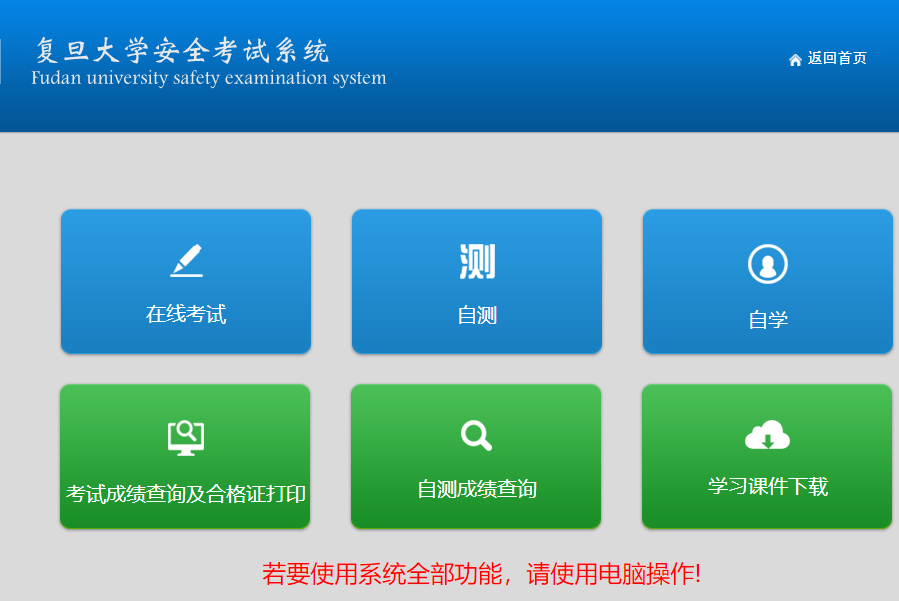 复旦大学安全考试系统
Fudan university safety examination system
返回首页
测
在线考试
自测
自学
考试成绩查询及合格证打印
自测成绩查询
学习课件下载
若要使用系统全部功能，请使用电脑操作!